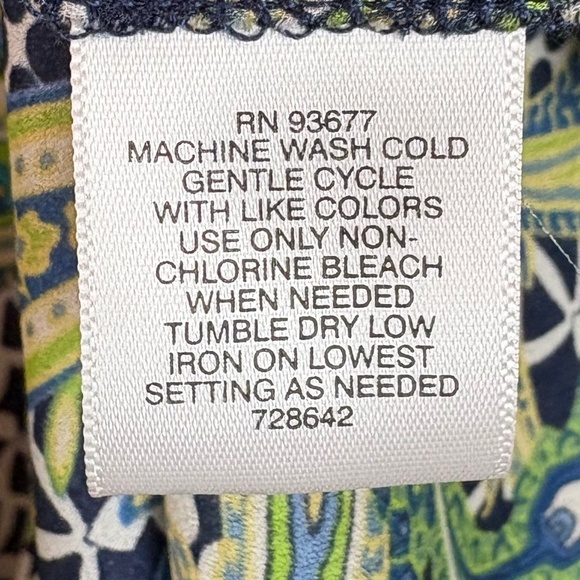 RN 93677
MACHINE WASH COLD
GENTLE CYCLE
WITH LIKE COLORS
USE ONLY NON-
CHLORINE BLEACH
WHEN NEEDED
TUMBLE DRY LOW
IRON ON LOWEST
SETTING AS NEEDED
728642